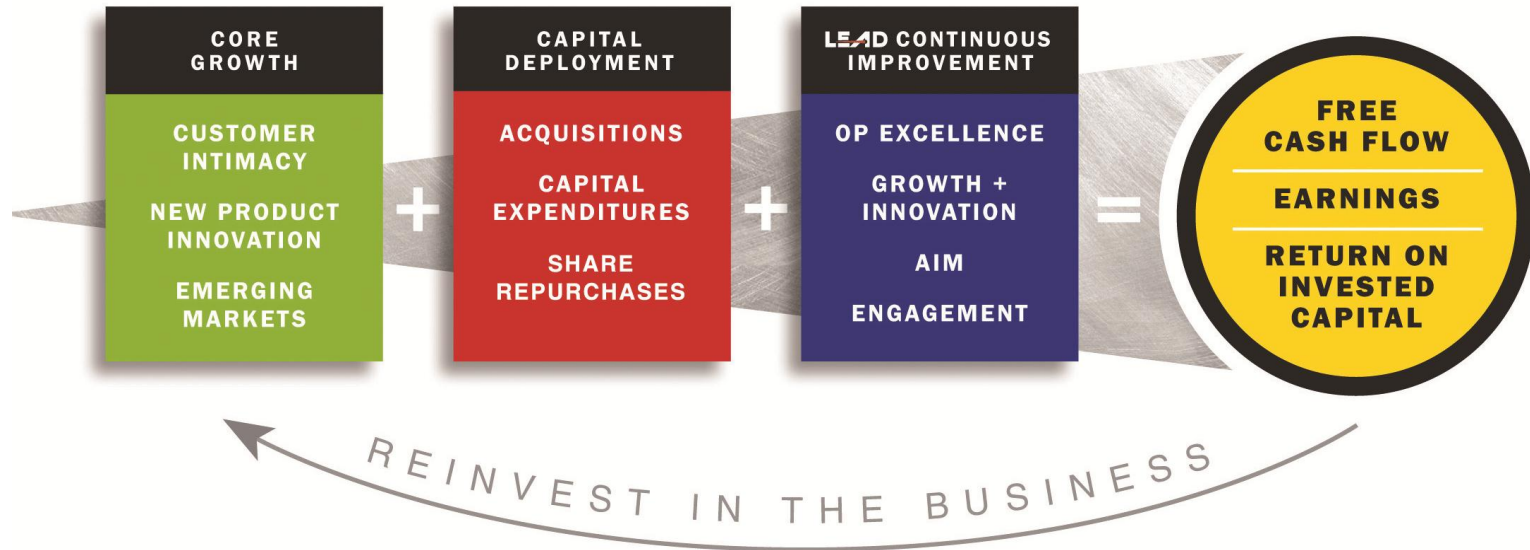 CORE
GROWTH
CUSTOMER
INTIMACY
NEW PRODUCT
INNOVATION
EMERGING
MARKETS
+
CAPITAL
DEPLOYMENT
ACQUISITIONS
CAPITAL
EXPENDITURES
SHARE
REPURCHASES
+
LEAD CONTINUOUS
IMPROVEMENT
OP EXCELLENCE
GROWTH +
INNOVATION
AIM
ENGAGEMENT
=
FREE
CASH FLOW
EARNINGS
RETURN ON
INVESTED
CAPITAL
REINVEST IN THE BUSINESS